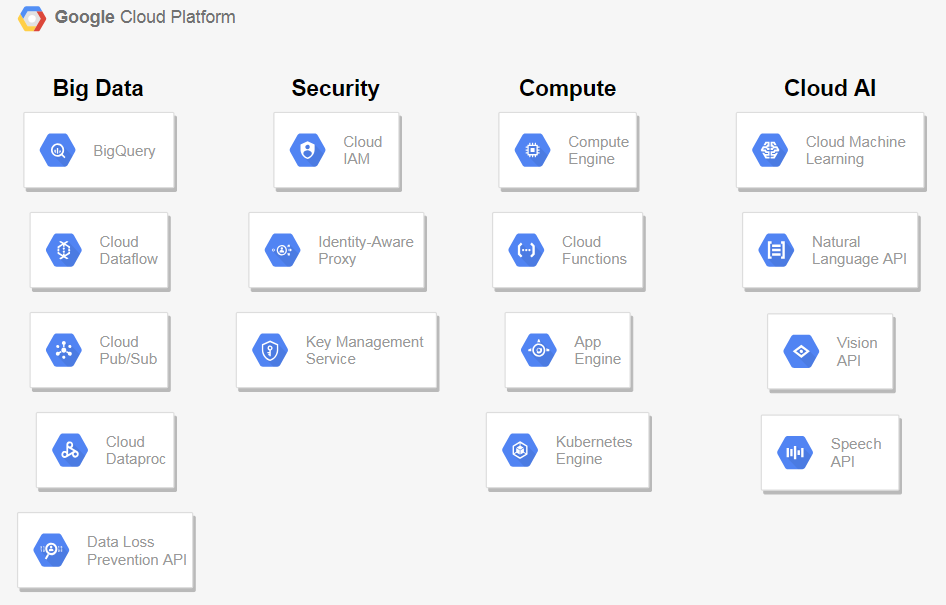 Google Cloud Platform
Big Data
BigQuery
Cloud
Dataflow
Cloud
Pub/Sub
Cloud
Dataproc
Data Loss
Prevention API
Security
Cloud
IAM
Identity-Aware
Proxy
Key Management
Service
Compute
Compute
Engine
Cloud
Functions
App
Engine
Kubernetes
Engine
Cloud AI
Cloud Machine
Learning
Natural
Language API
Vision
API
Speech
API